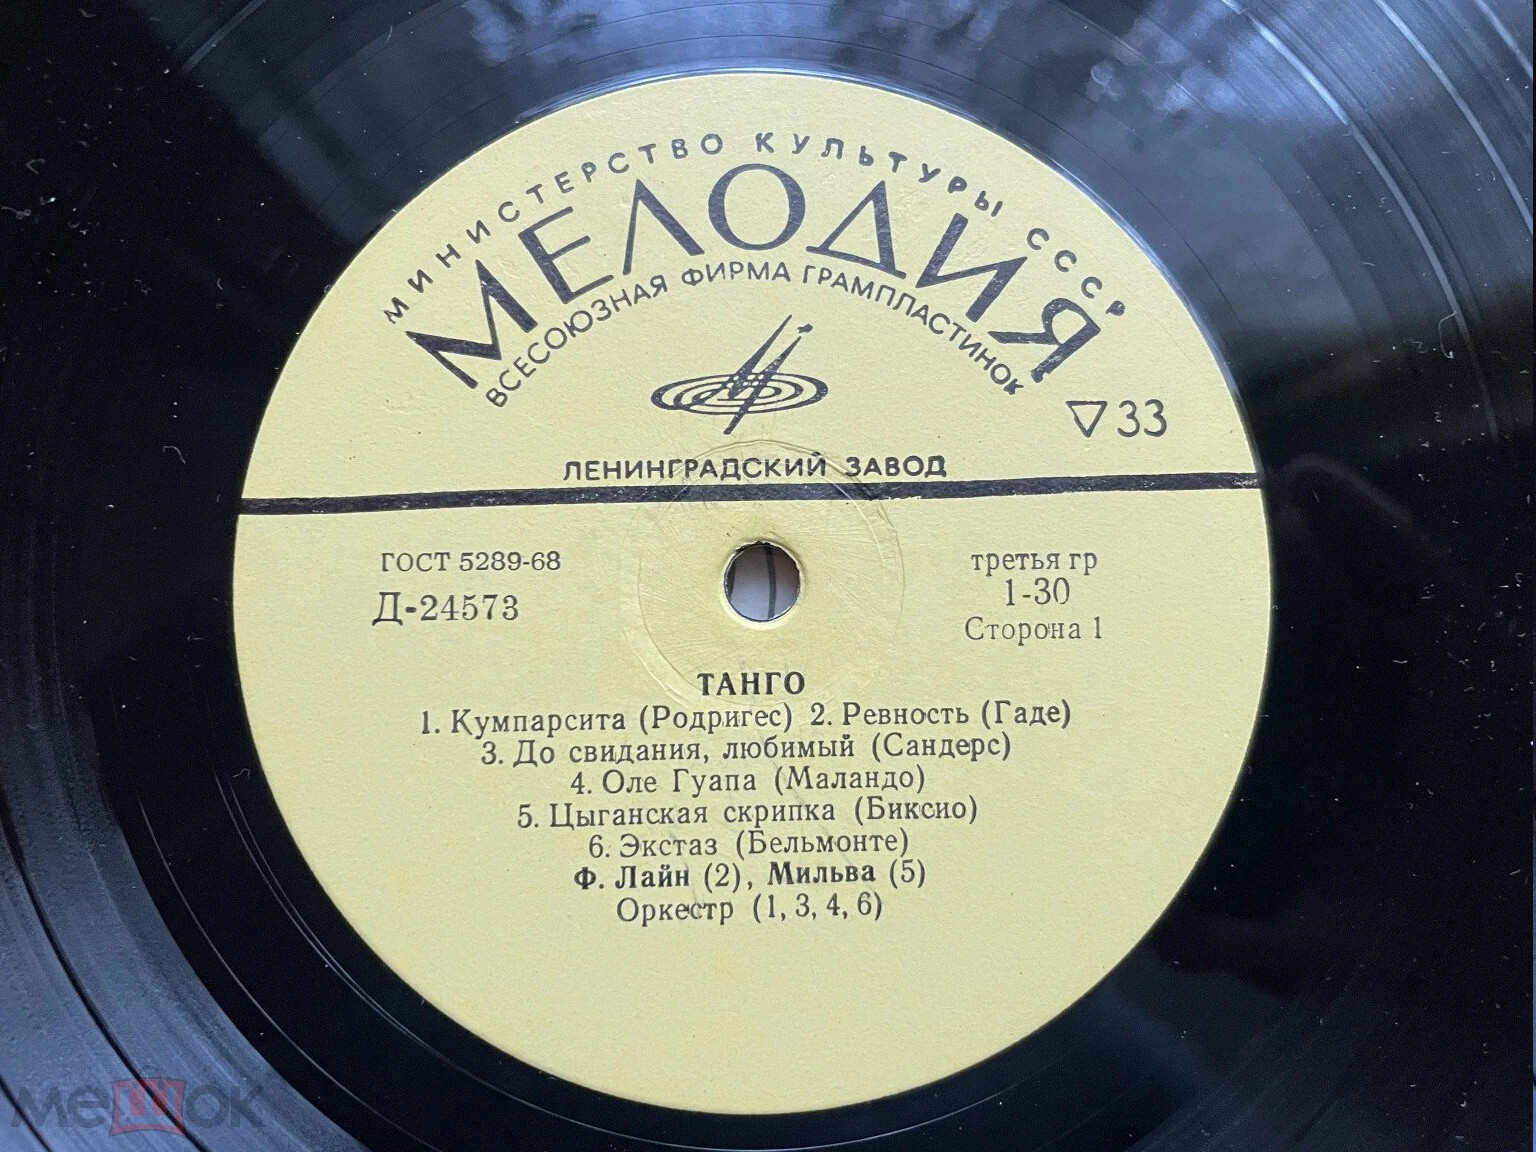 МИНИСТЕРСТВО КУЛЬТУРЫ СССР
МЕЛОДИЯ
ВСЕСОЮЗНАЯ ФИРМА ГРАМПЛАСТИНОК
▽33
ЛЕНИНГРАДСКИЙ ЗАВОД
ГОСТ 5289-68
Д-24573
третья гр
1-30
Сторона 1
ТАНГО
1. Кумпарсита (Родригес) 2. Ревность (Гаде)
3. До свидания, любимый (Сандерс)
4. Оле Гуапа (Маландо)
5. Цыганская скрипка (Биксио)
6. Экстаз (Бельмонте)
Ф. Лайн (2), Мильва (5)
Оркестр (1, 3, 4, 6)
мешок